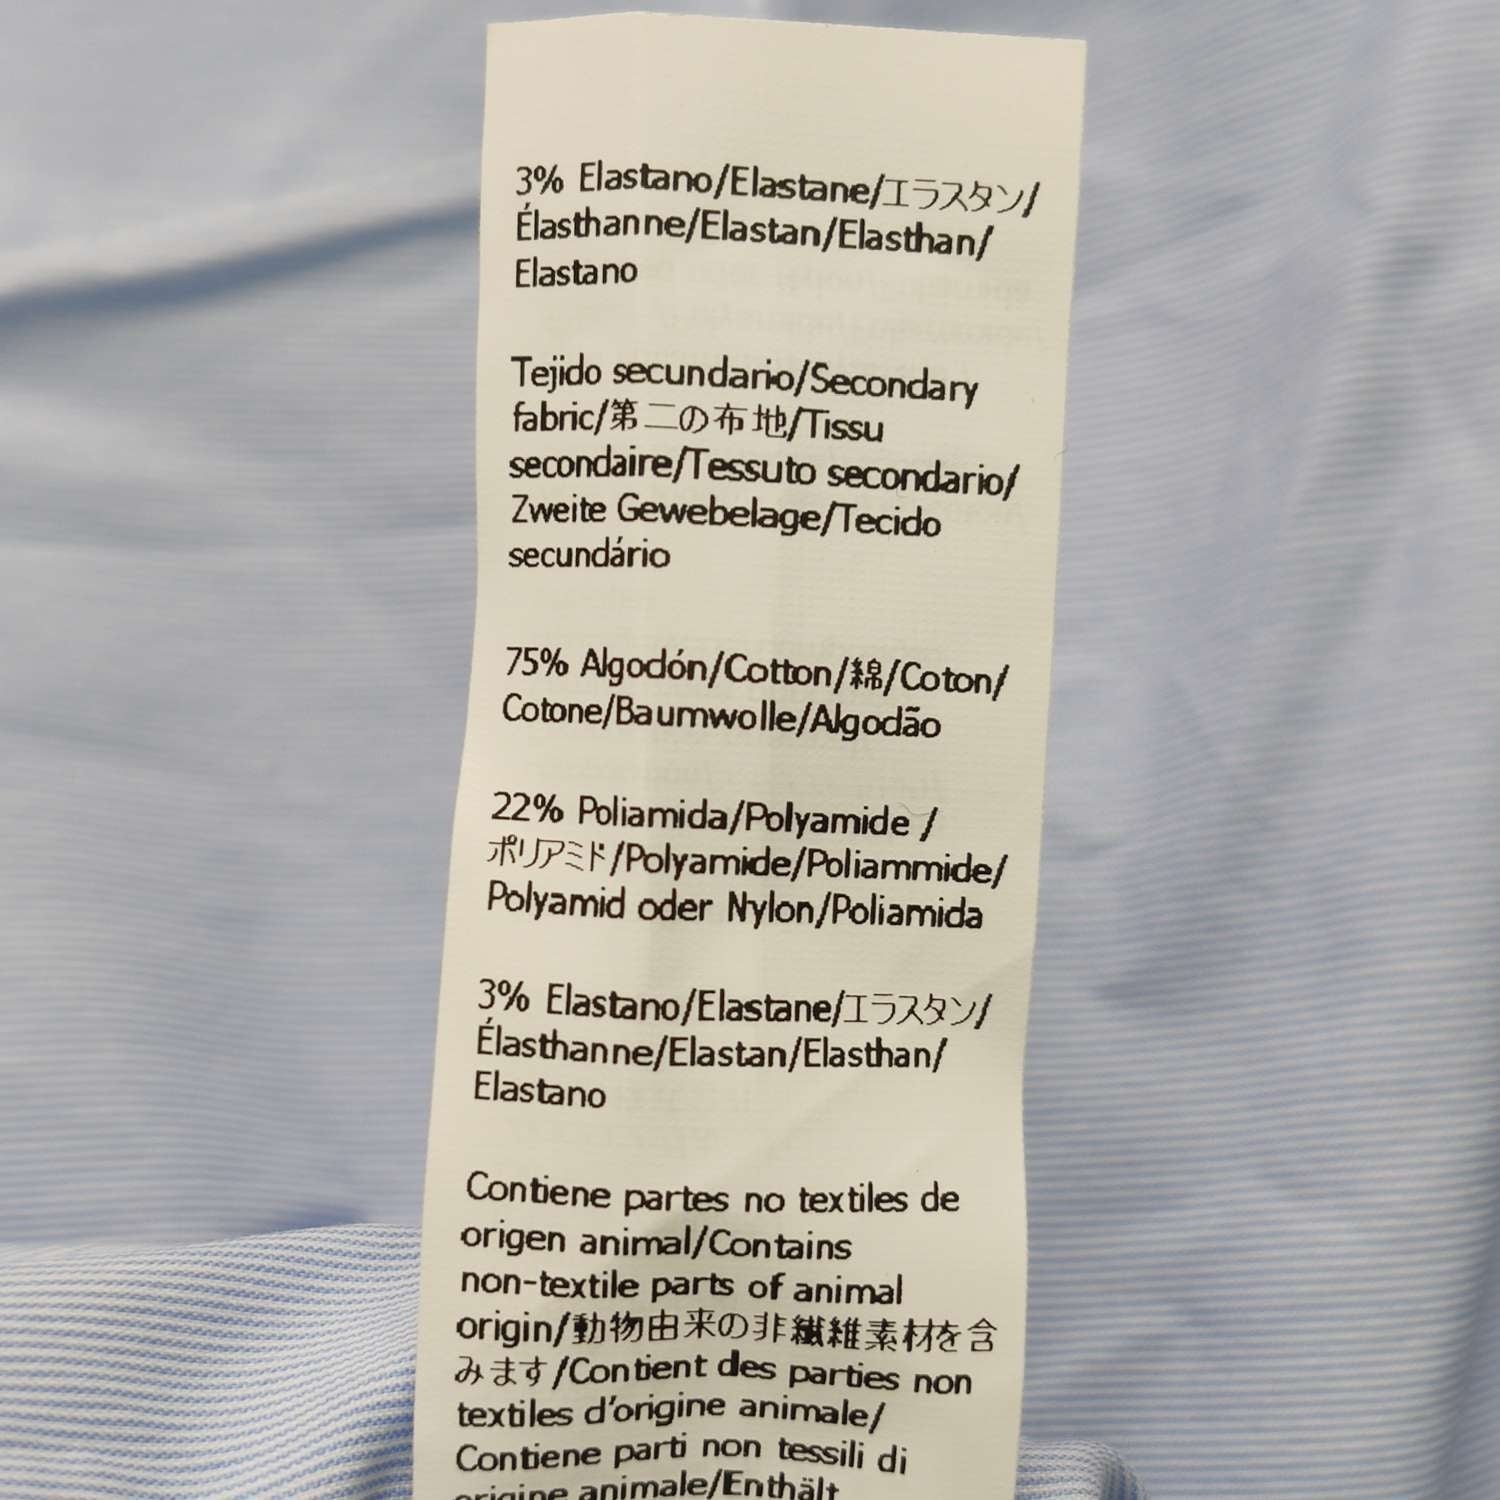 3% Elastano/Elastane/エラスタン/
Élasthanne/Elastan/Elasthan/
Elastano
Tejido secundario/Secondary
fabric/第二の布地/Tissu
secondaire/Tessuto secondario/
Zweite Gewebelage/Tecido
secundário
75% Algodón/Cotton/綿/Coton/
Cotone/Baumwolle/Algodão
22% Poliamida/Polyamide /
ポリアミド/Polyamide/Poliammide/
Polyamid oder Nylon/Poliamida
3% Elastano/Elastane/エラスタン/
Élasthanne/Elastan/Elasthan/
Elastano
Contiene partes no textiles de
origen animal/Contains
non-textile parts of animal
origin/動物由来の非繊維素材を含
みます/Contient des parties non
textiles d'origine animale/
Contiene parti non tessili di
origine animale/Enthält